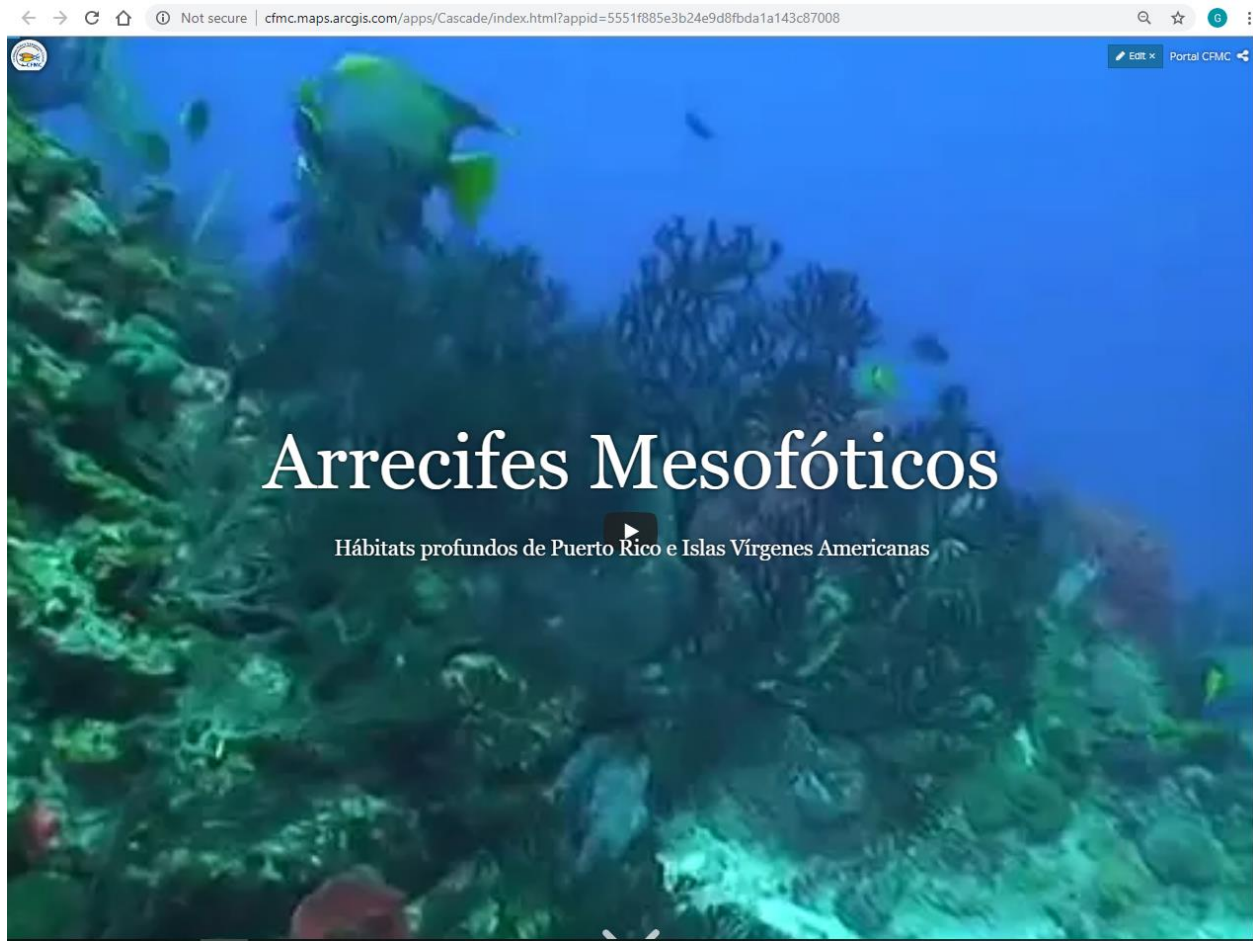 Not secure | cfmc.maps.arcgis.com/apps/Cascade/index.html?appid=5551f885e3b24e9d8fbda1a143c87008
G
CFMC
Edit ×
Portal CFMC
Arrecifes Mesofóticos
Hábitats profundos de Puerto Rico e Islas Vírgenes Americanas